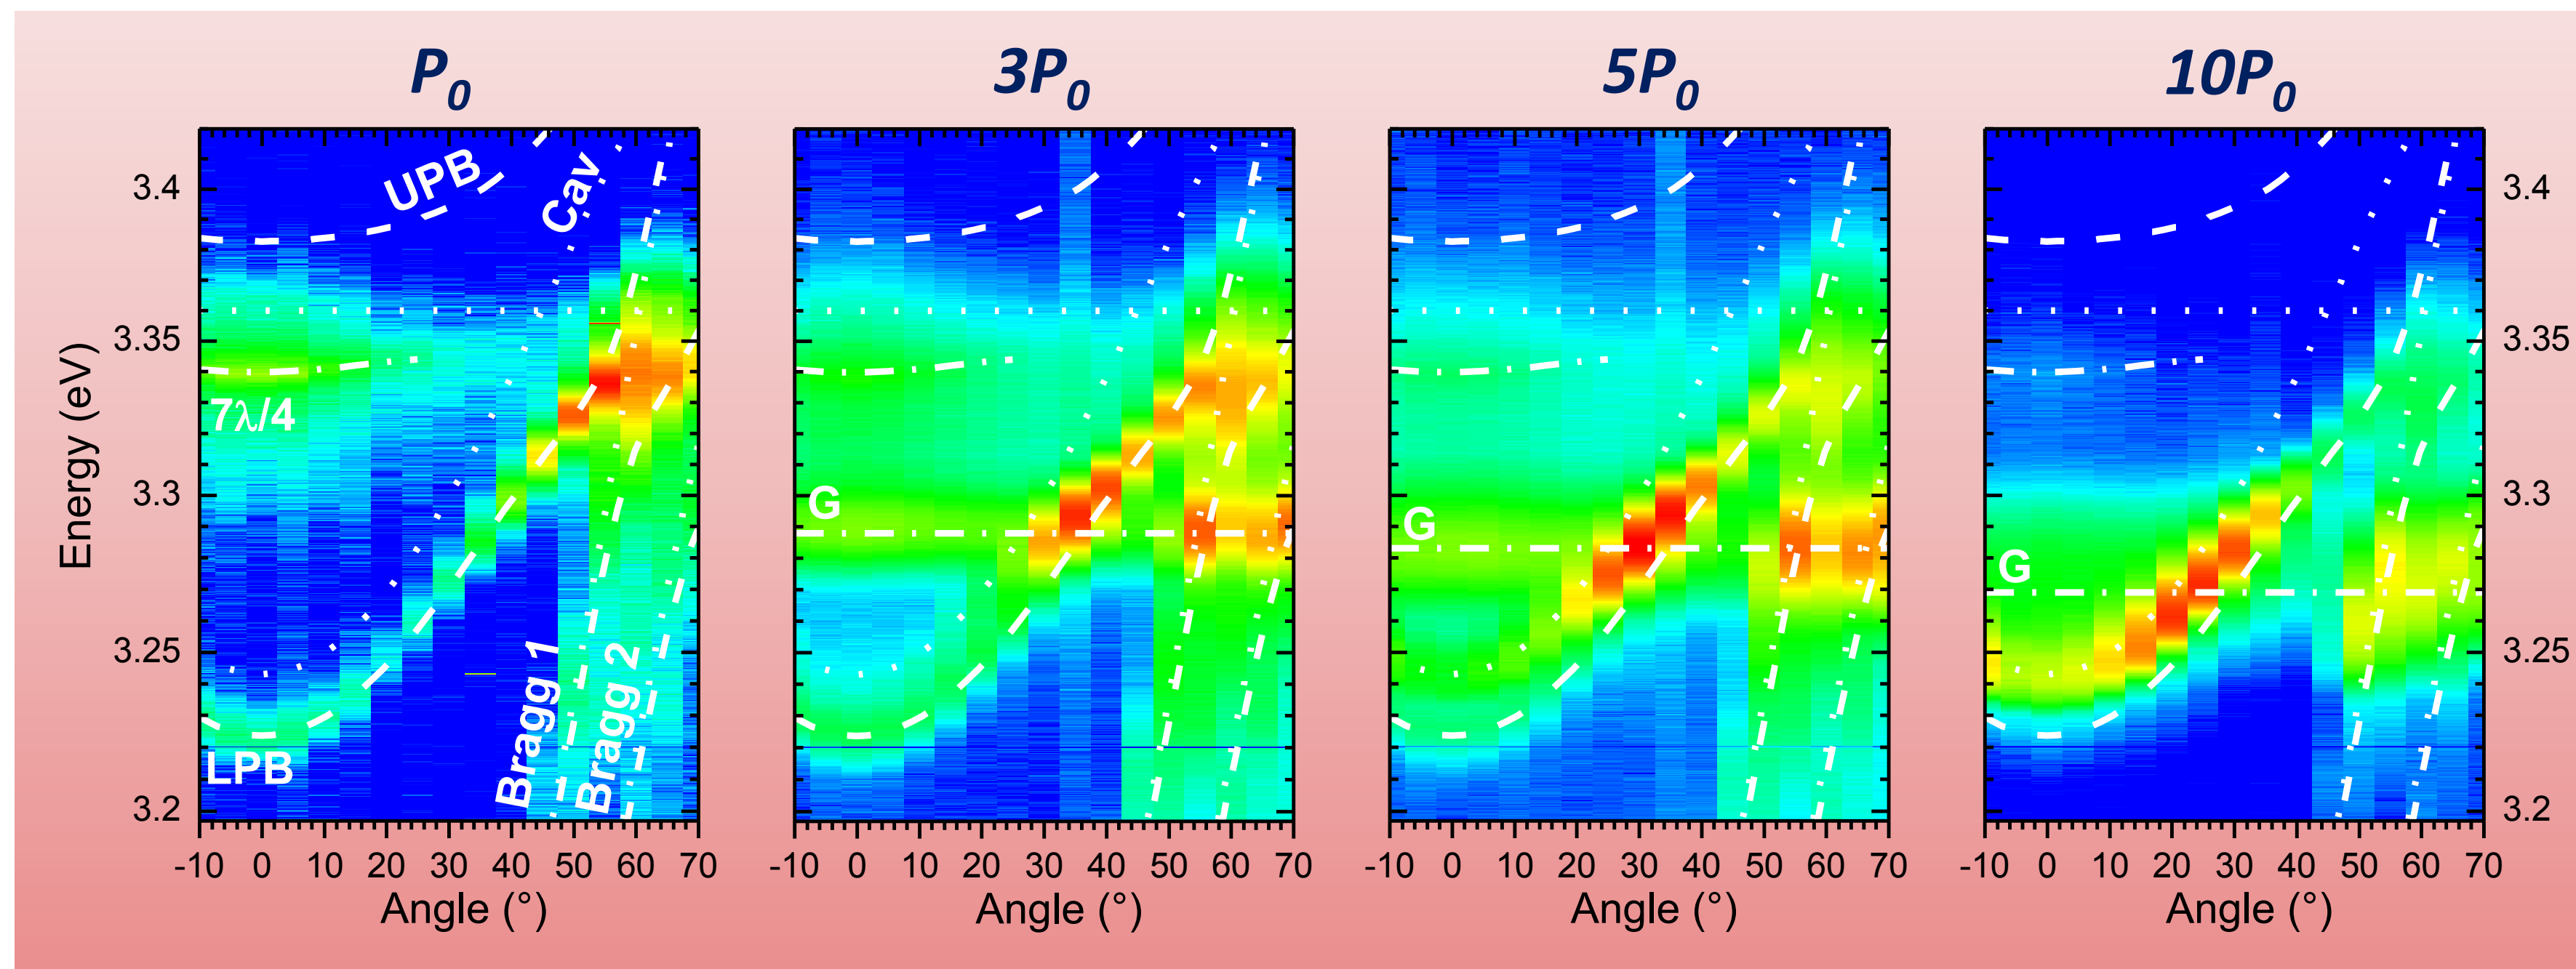 P0 3P0 5P0 10P0
UPB Cav
3.4 3.4
3.35 3.35
7λ/4
3.3 3.3
G G G
3.25 3.25
LPB Bragg 1 Bragg 2
3.2 3.2
Energy (eV)
-10 0 10 20 30 40 50 60 70 -10 0 10 20 30 40 50 60 70 -10 0 10 20 30 40 50 60 70 -10 0 10 20 30 40 50 60 70
Angle (°) Angle (°) Angle (°) Angle (°)